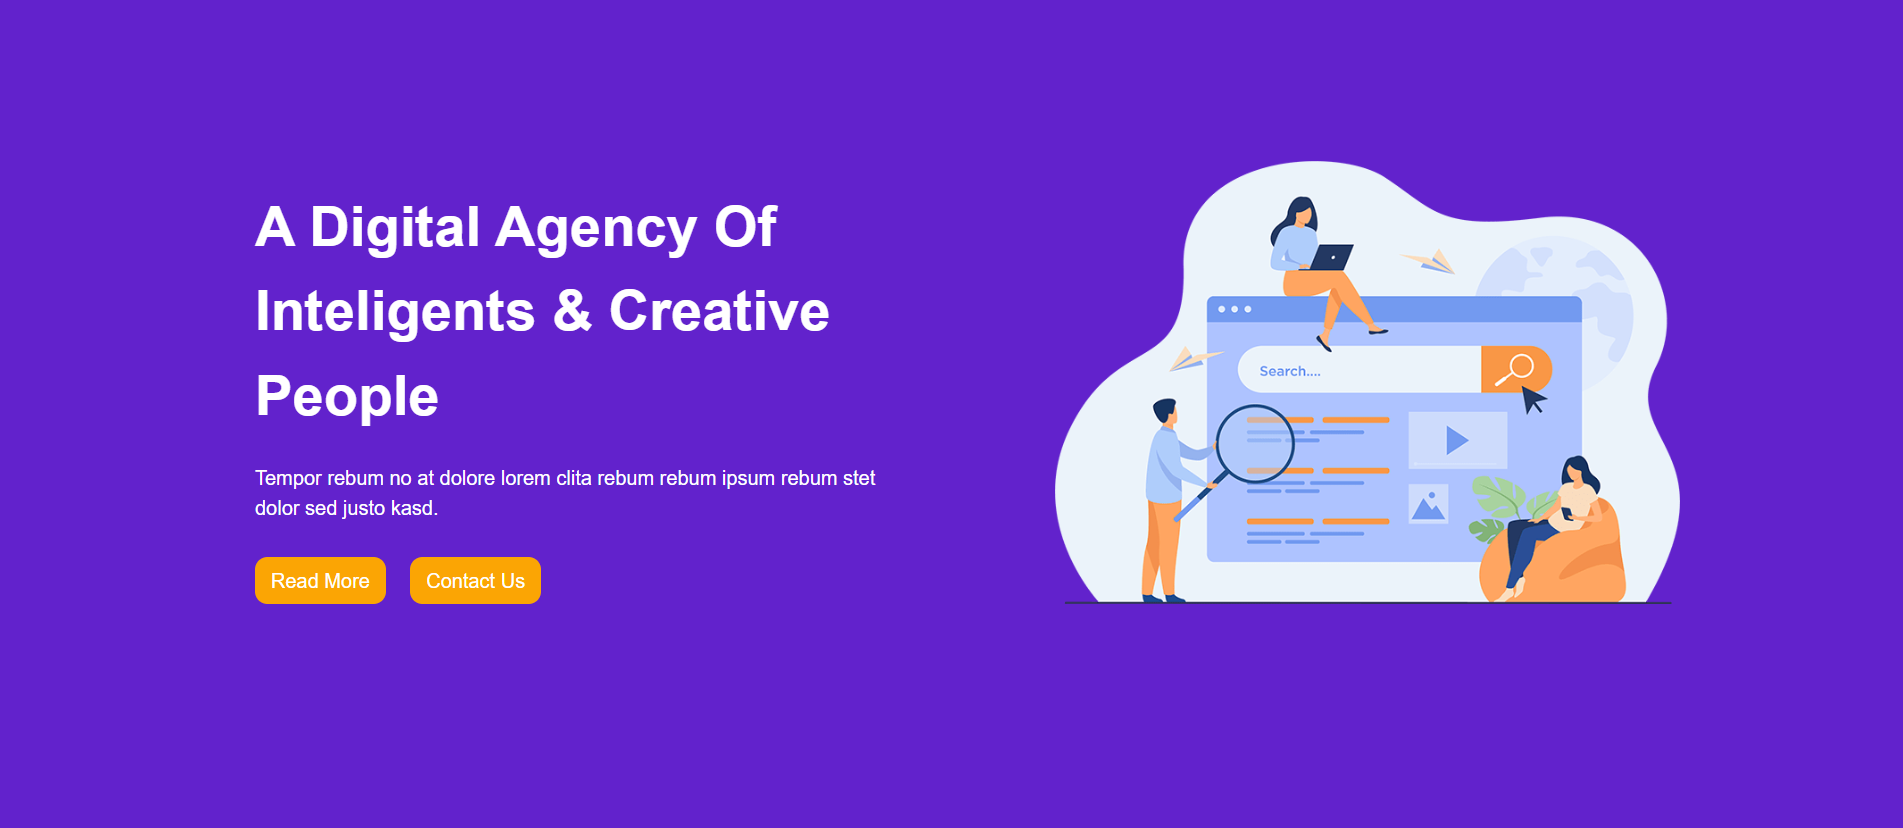 A Digital Agency Of
Inteligents & Creative
People
Tempor rebum no at dolore lorem clita rebum rebum ipsum rebum stet
dolor sed justo kasd.
Read More
Contact Us
Search....